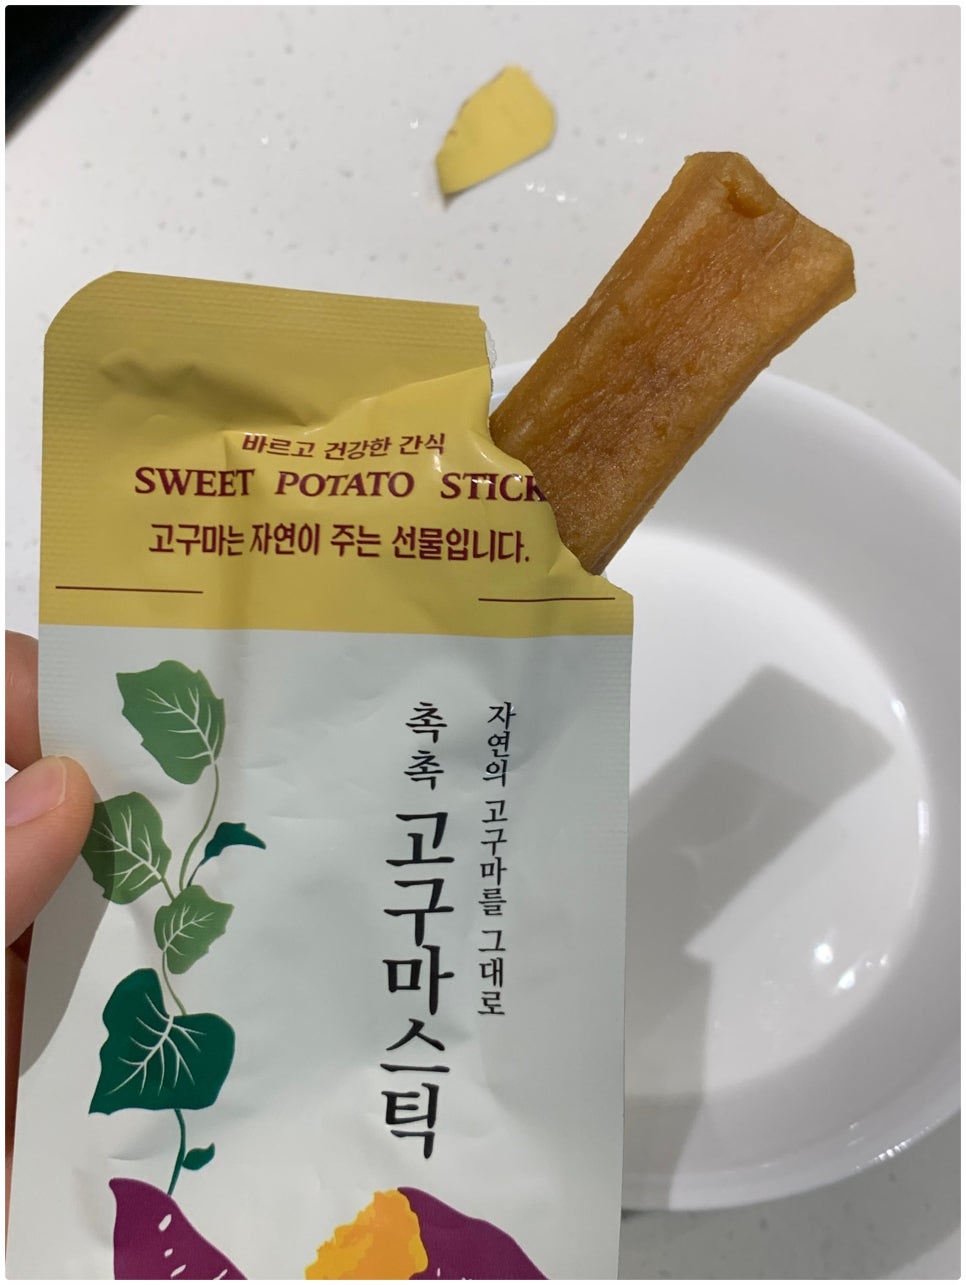 바르고 건강한 간식
SWEET POTATO STICK
고구마는 자연이 주는 선물입니다.
자연의 고구마를 그대로
촉촉 고구마스틱